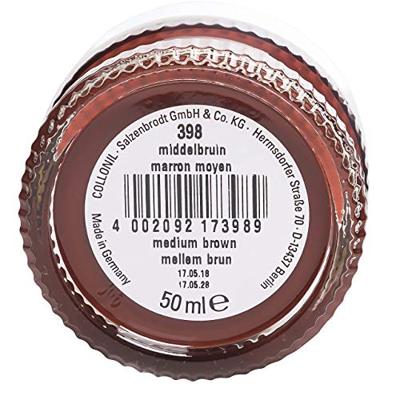 COLLONIL · Salzenbrodt GmbH & Co. KG · Hermsdorfer Straße 70 · D-13437 Berlin
398
middelbruin
marron moyen
4 002092 173989
medium brown
mellem brun
17.05.18
17.05.28
50 ml e
Made in Germany